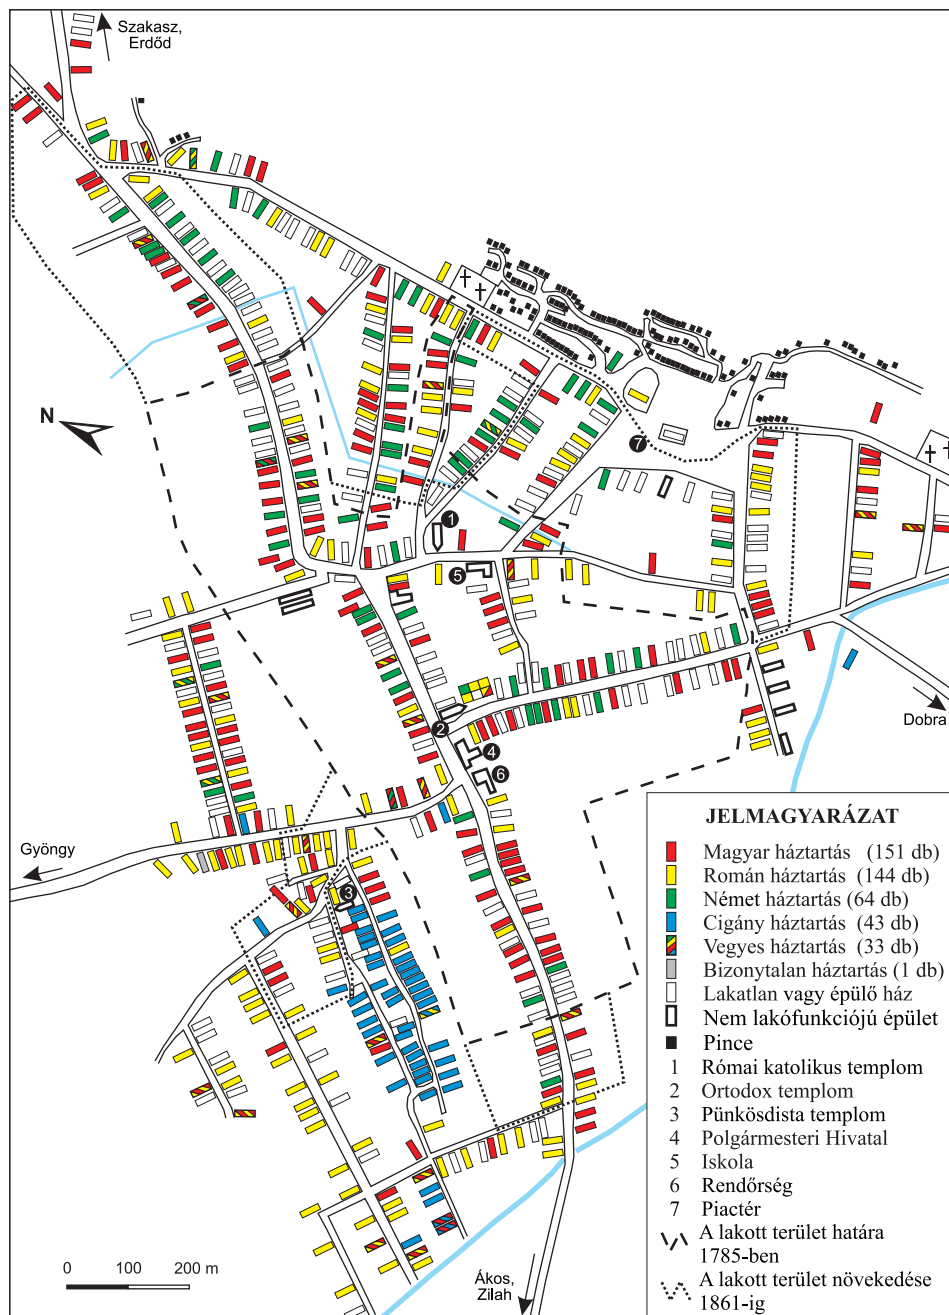 Szakasz,
Erdőd
N
7
1
5
2
4
6
3
Dobra
Gyöngy
Ákos,
Zilah
0 100 200 m
JELMAGYARÁZAT
Magyar háztartás (151 db)
Román háztartás (144 db)
Német háztartás (64 db)
Cigány háztartás (43 db)
Vegyes háztartás (33 db)
Bizonytalan háztartás (1 db)
Lakatlan vagy épülő ház
Nem lakófunkciójú épület
Pince
1 Római katolikus templom
2 Ortodox templom
3 Pünkösdista templom
4 Polgármesteri Hivatal
5 Iskola
6 Rendőrség
7 Piactér
A lakott terület határa
1785-ben
A lakott terület növekedése
1861-ig